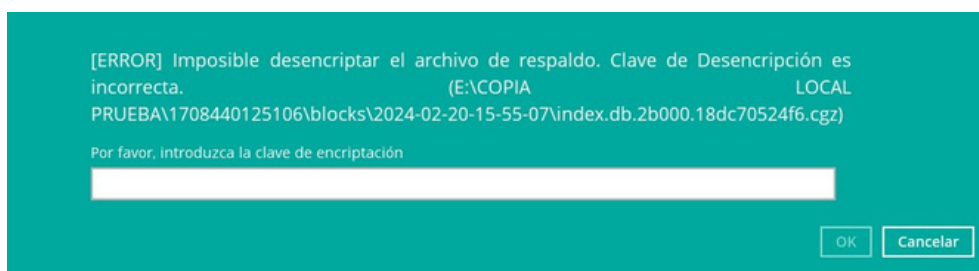 [ERROR] Imposible desencriptar el archivo de respaldo. Clave de Desencripción es
incorrecta. (E:\COPIA LOCAL
PRUEBA\1708440125106\blocks\2024-02-20-15-55-07\index.db.2b000.18dc70524f6.cgz)
Por favor, introduzca la clave de encriptación
OK Cancelar